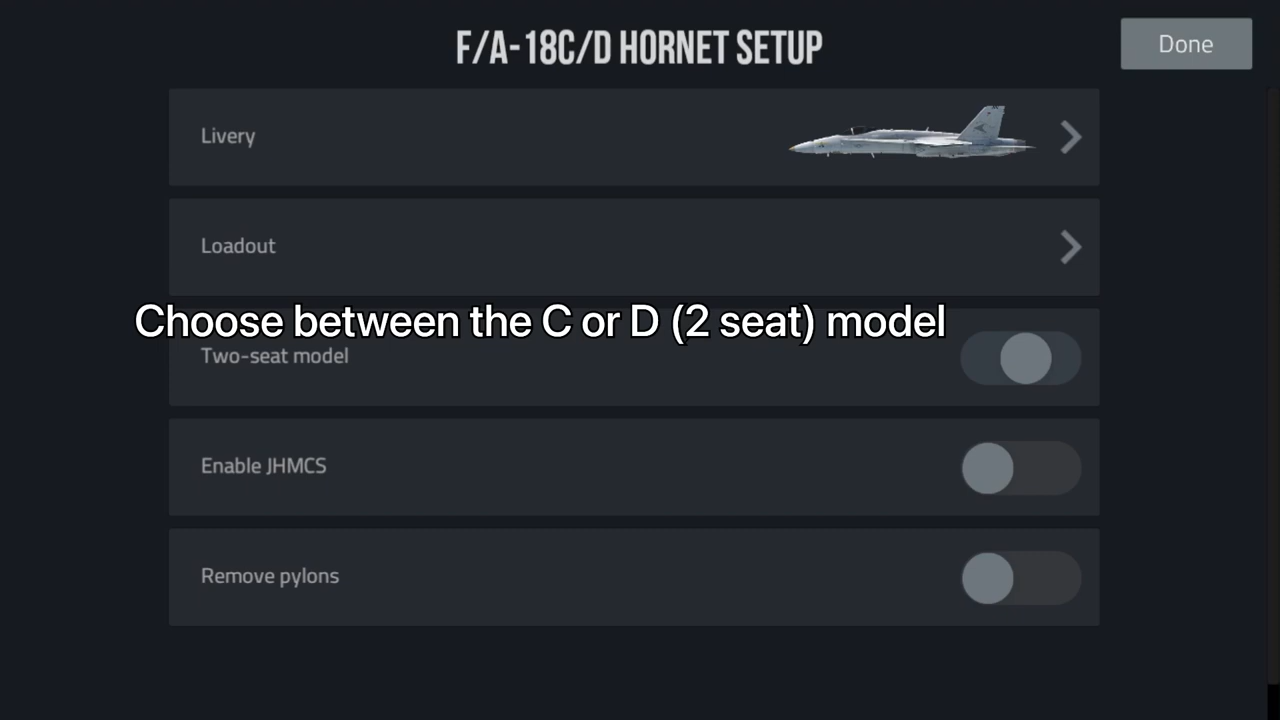 F/A-18C/D HORNET SETUP
Done
Livery
Loadout
Choose between the C or D (2 seat) model
Two-seat model
Enable JHMCS
Remove pylons